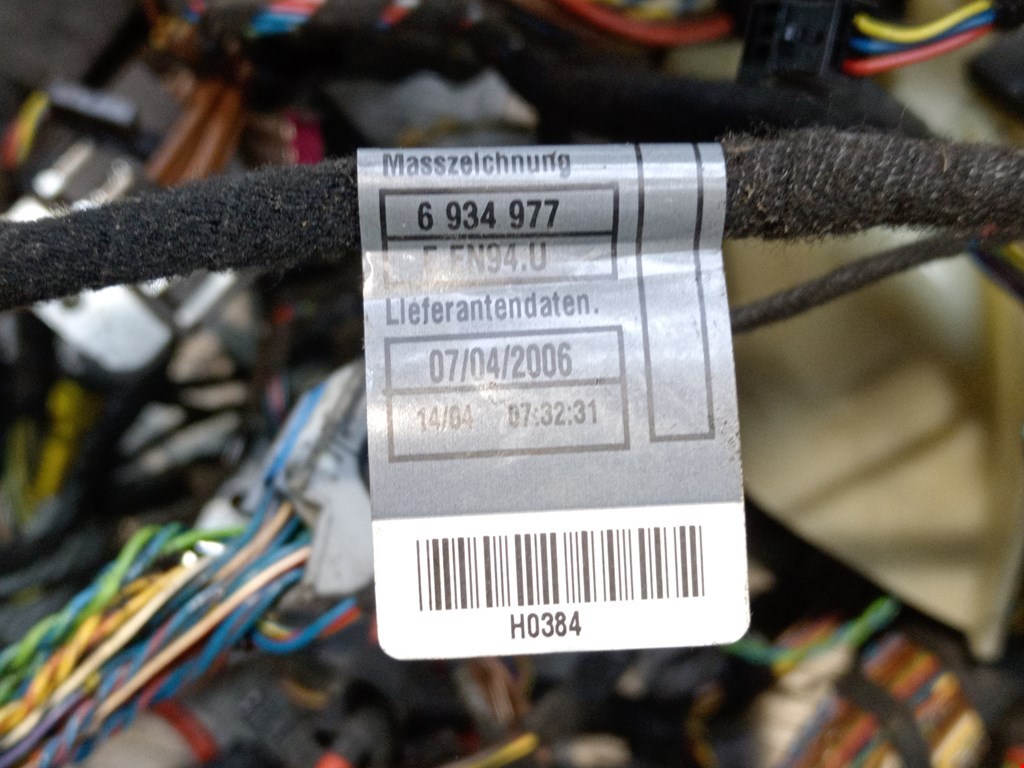 Masszeichnung
6 934 977
F.FN94.U
Lieferantendaten.
07/04/2006
14/04 07:32:31
H0384